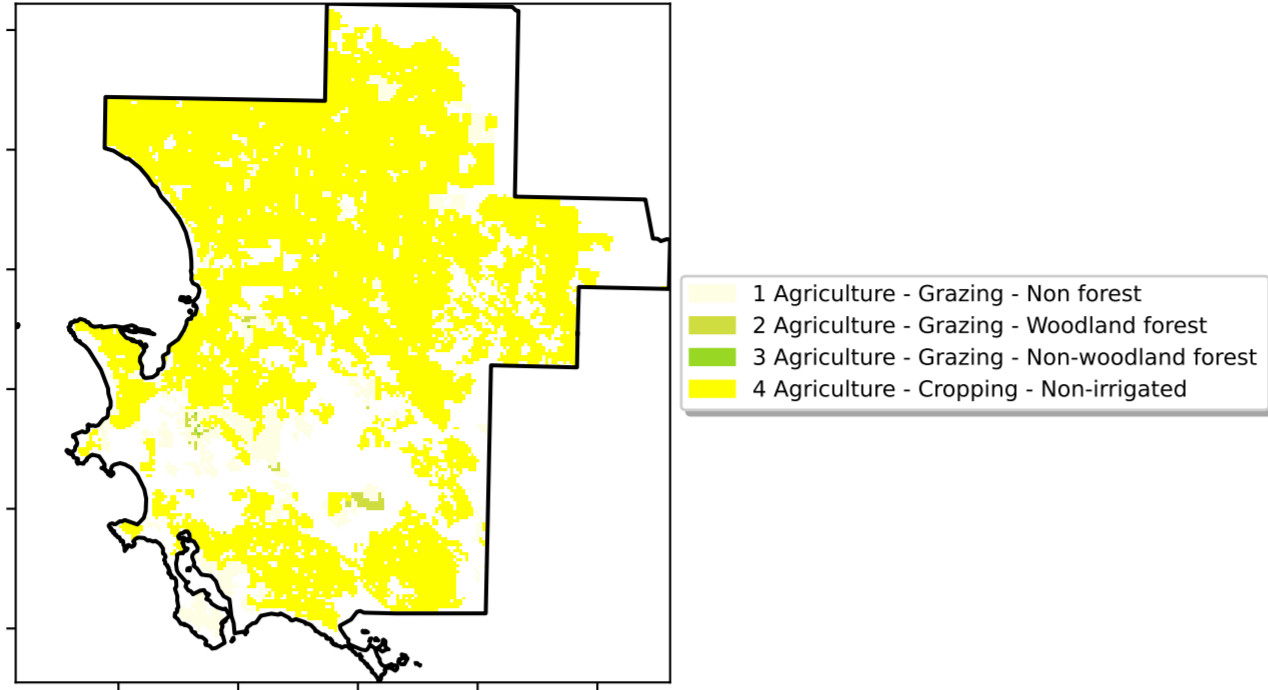 1 Agriculture - Grazing - Non forest
2 Agriculture - Grazing - Woodland forest
3 Agriculture - Grazing - Non-woodland forest
4 Agriculture - Cropping - Non-irrigated